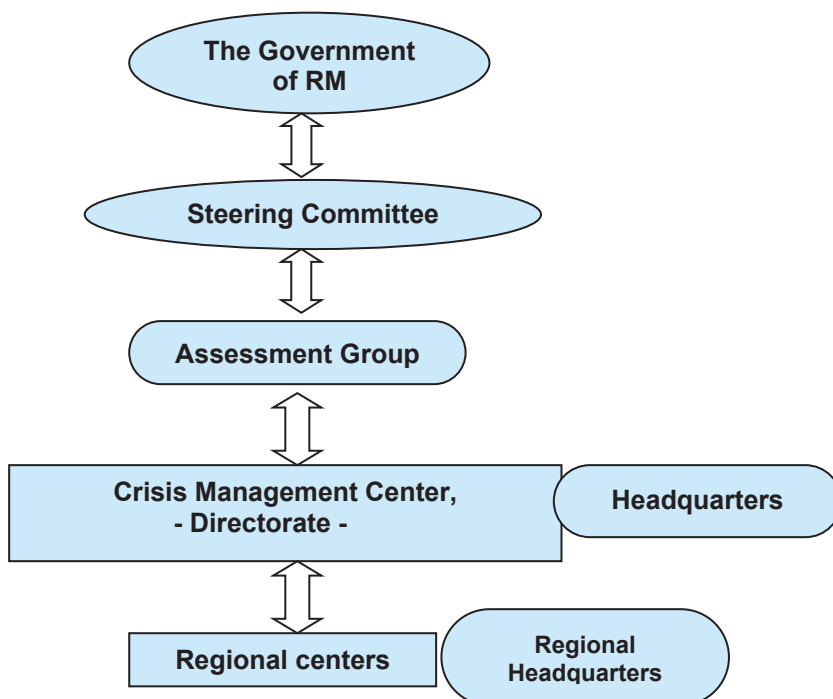 The Government
of RM
Steering Committee
Assessment Group
Crisis Management Center,
- Directorate -
Headquarters
Regional centers
Regional
Headquarters